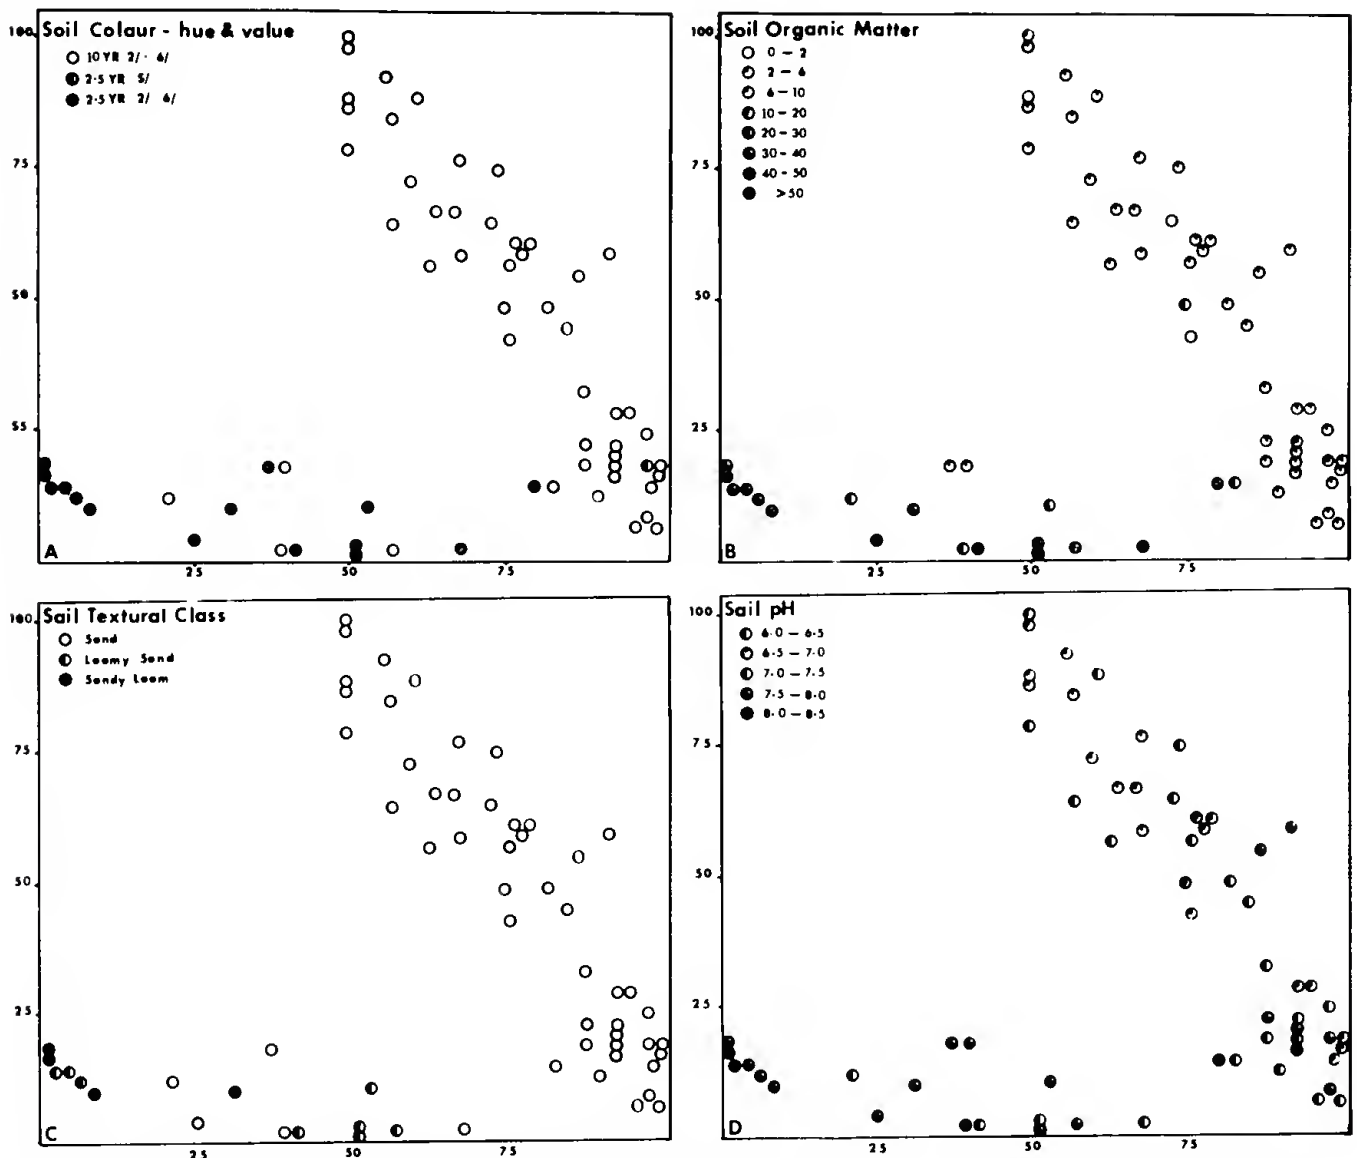 Soil Colaur - hue & value
10 YR 2/ - 6/
2·5 YR 5/
2·5 YR 2/ 6/
100
75
50
55
A
25
50
75
Soil Organic Matter
0 - 2
2 - 6
6 - 10
10 - 20
20 - 30
30 - 40
40 - 50
>50
100
75
50
25
B
25
50
75
Sail Textural Class
Sand
Loamy Sand
Sandy Loam
100
75
50
25
C
25
50
75
Sail pH
6·0 - 6·5
6·5 - 7·0
7·0 - 7·5
7·5 - 8·0
8·0 - 8·5
100
75
50
25
D
25
50
75